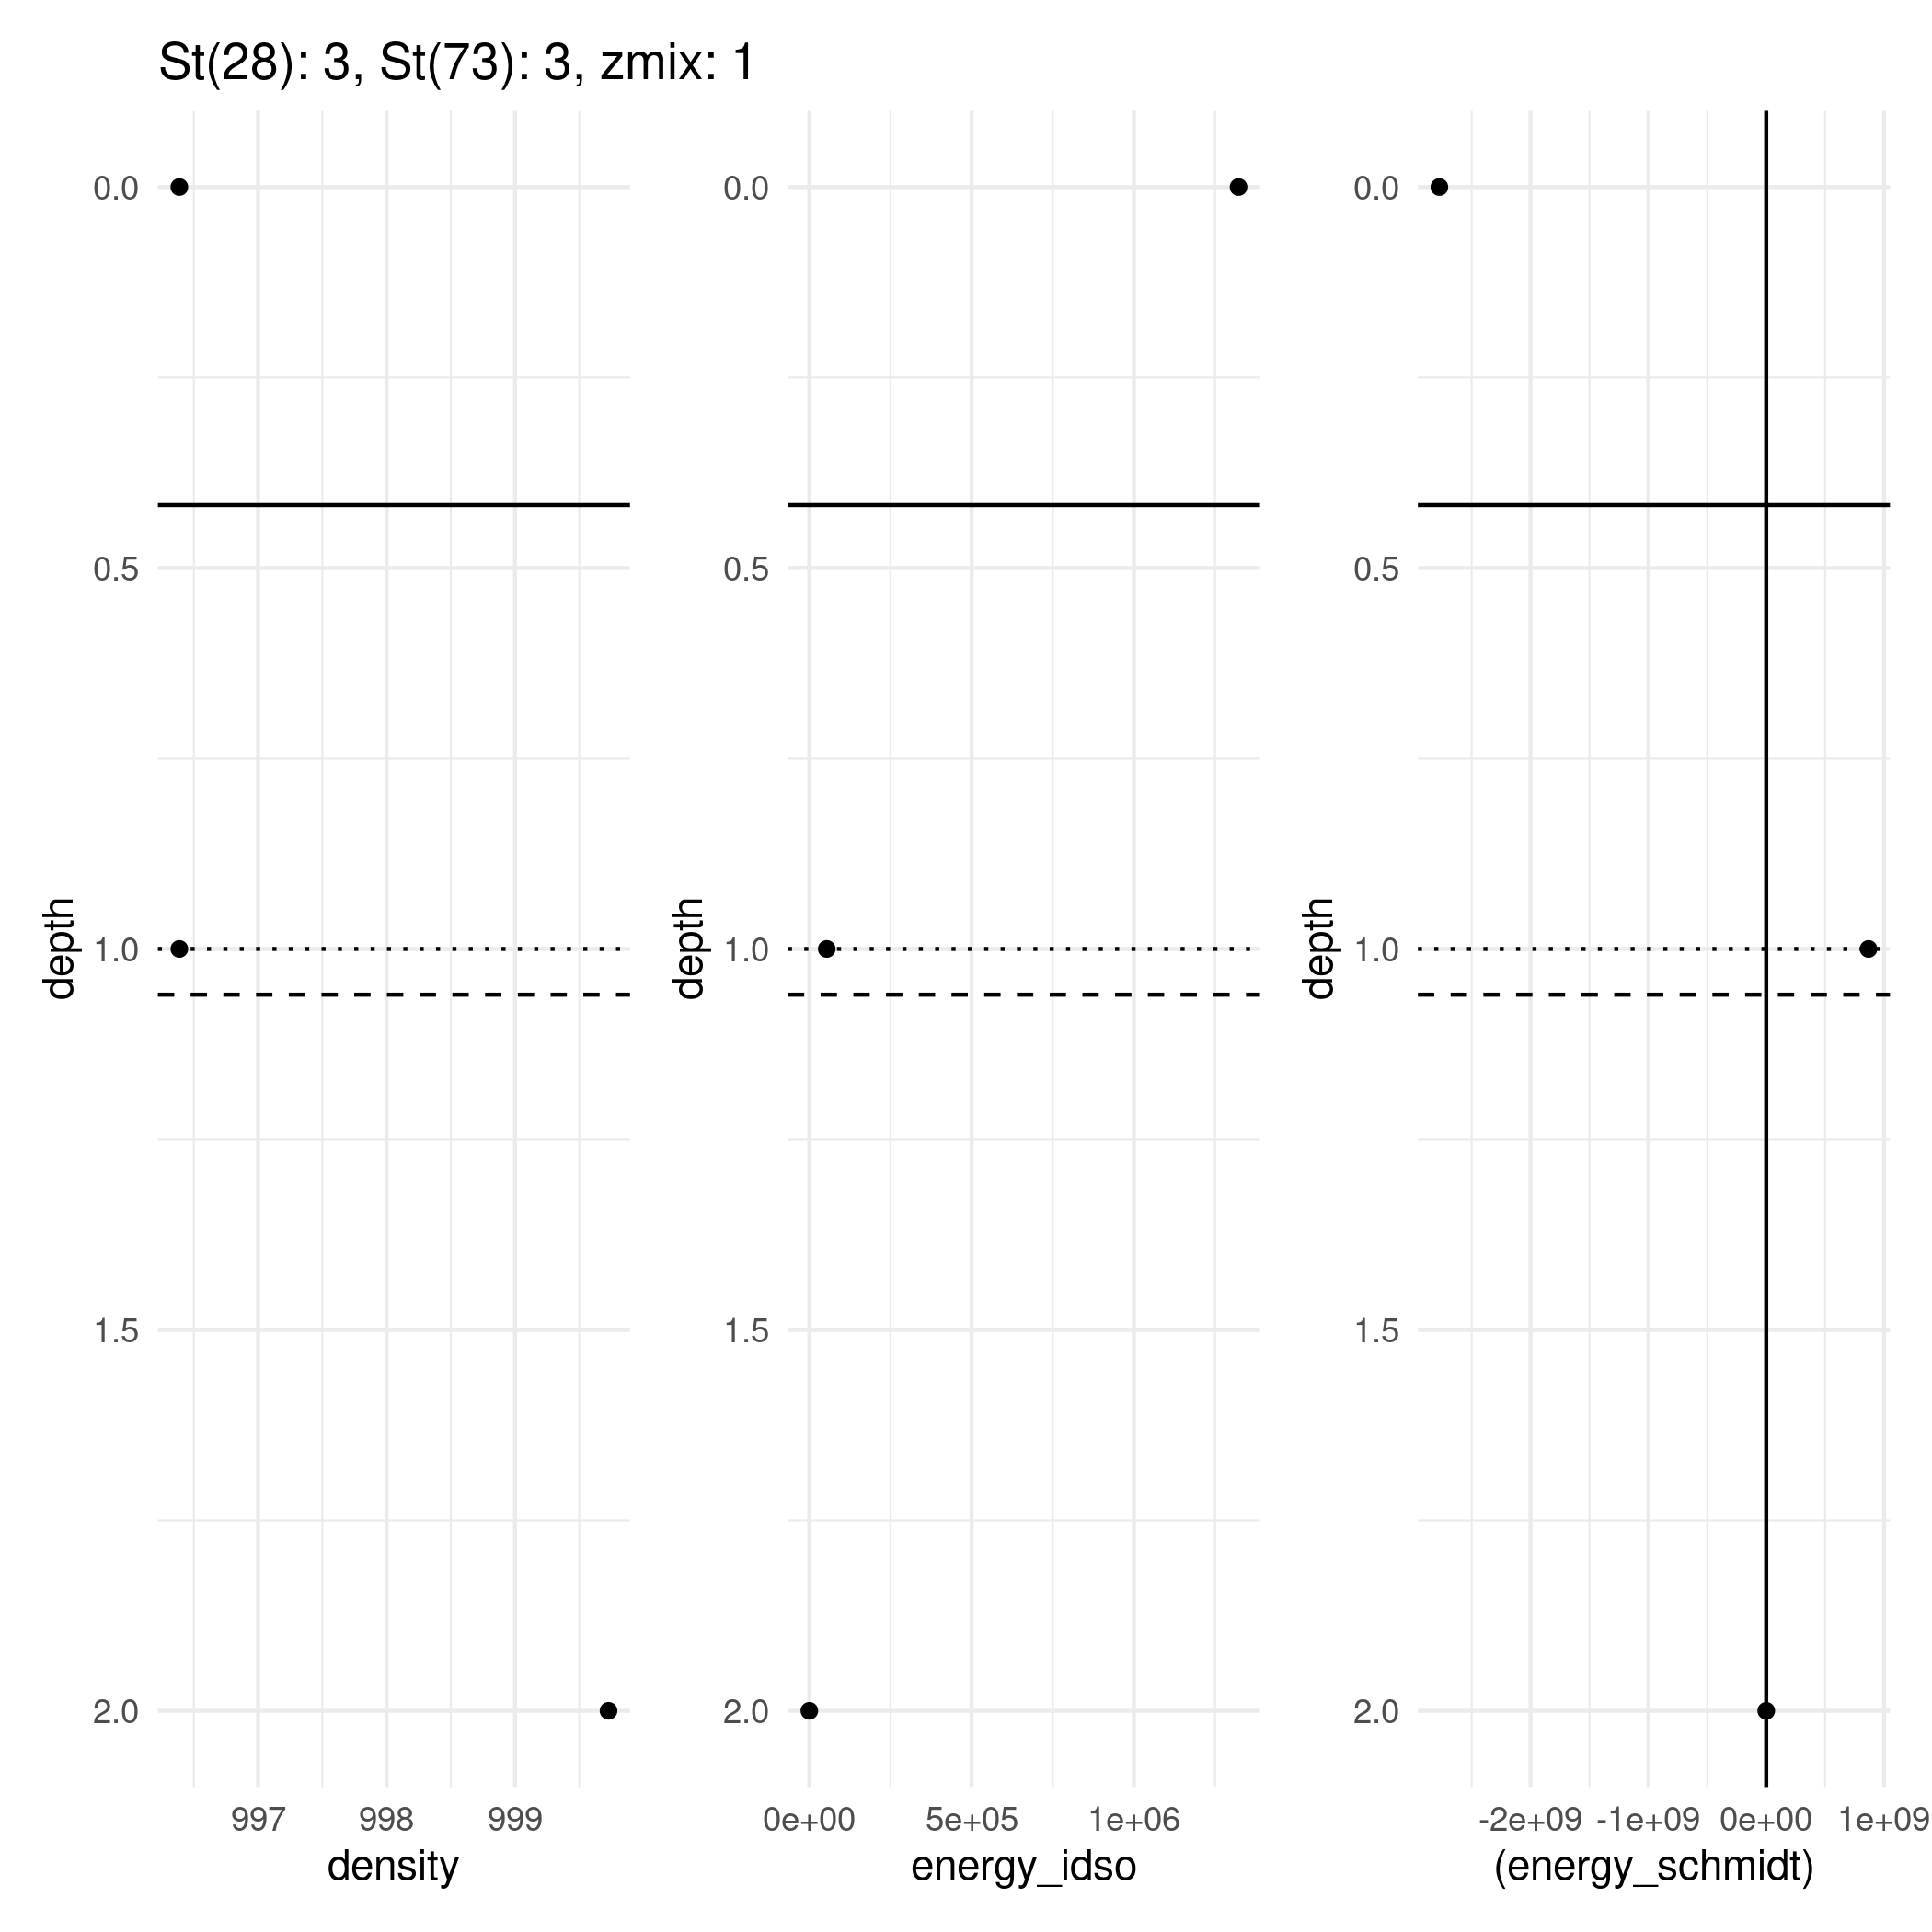 St(28): 3, St(73): 3, zmix: 1
depth
0.0
0.5
1.0
1.5
2.0
997 998 999
density
depth
0.0
0.5
1.0
1.5
2.0
0e+00 5e+05 1e+06
energy_idso
depth
0.0
0.5
1.0
1.5
2.0
-2e+09 -1e+09 0e+00 1e+09
(energy_schmidt)